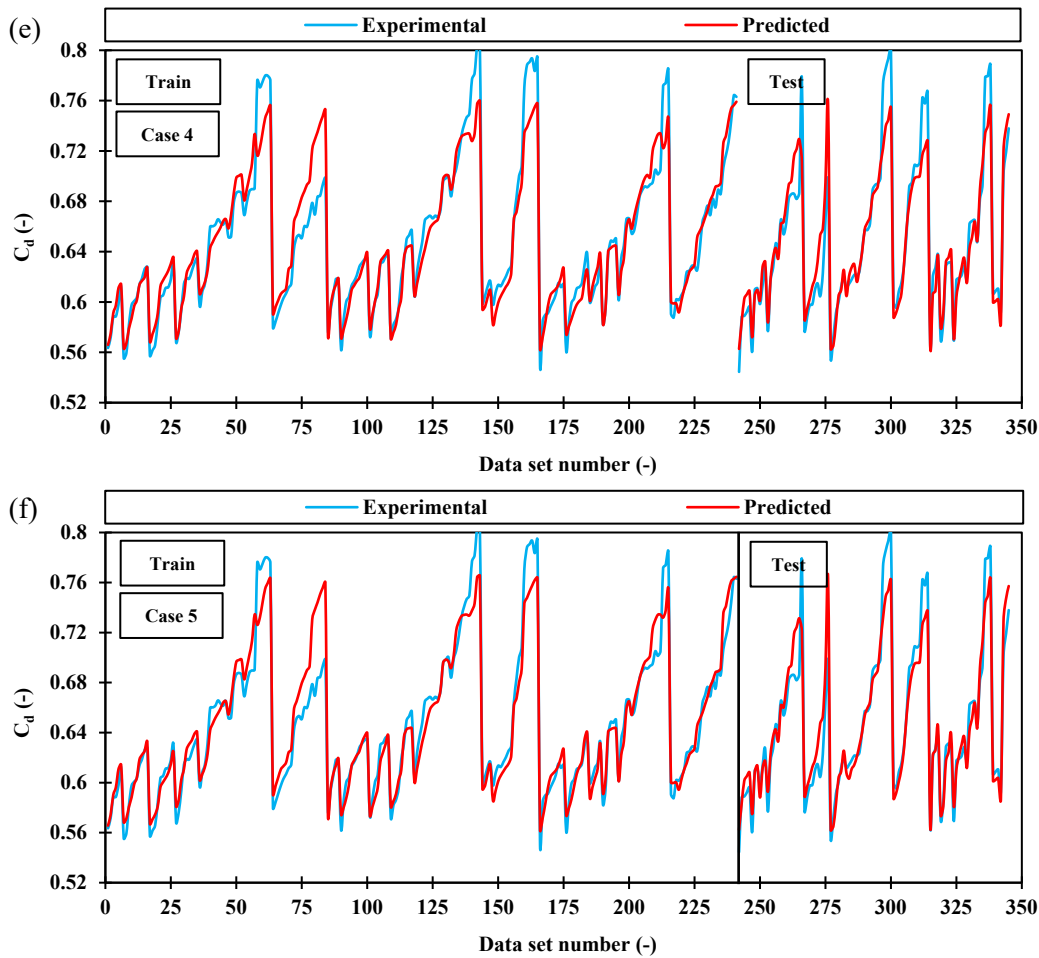 (e)
Experimental Predicted
0.8
0.76
0.72
0.68
0.64
0.6
0.56
0.52
Train
Case 4
Test
C_d (-)
0 25 50 75 100 125 150 175 200 225 250 275 300 325 350
Data set number (-)
(f)
Experimental Predicted
0.8
0.76
0.72
0.68
0.64
0.6
0.56
0.52
Train
Case 5
Test
C_d (-)
0 25 50 75 100 125 150 175 200 225 250 275 300 325 350
Data set number (-)